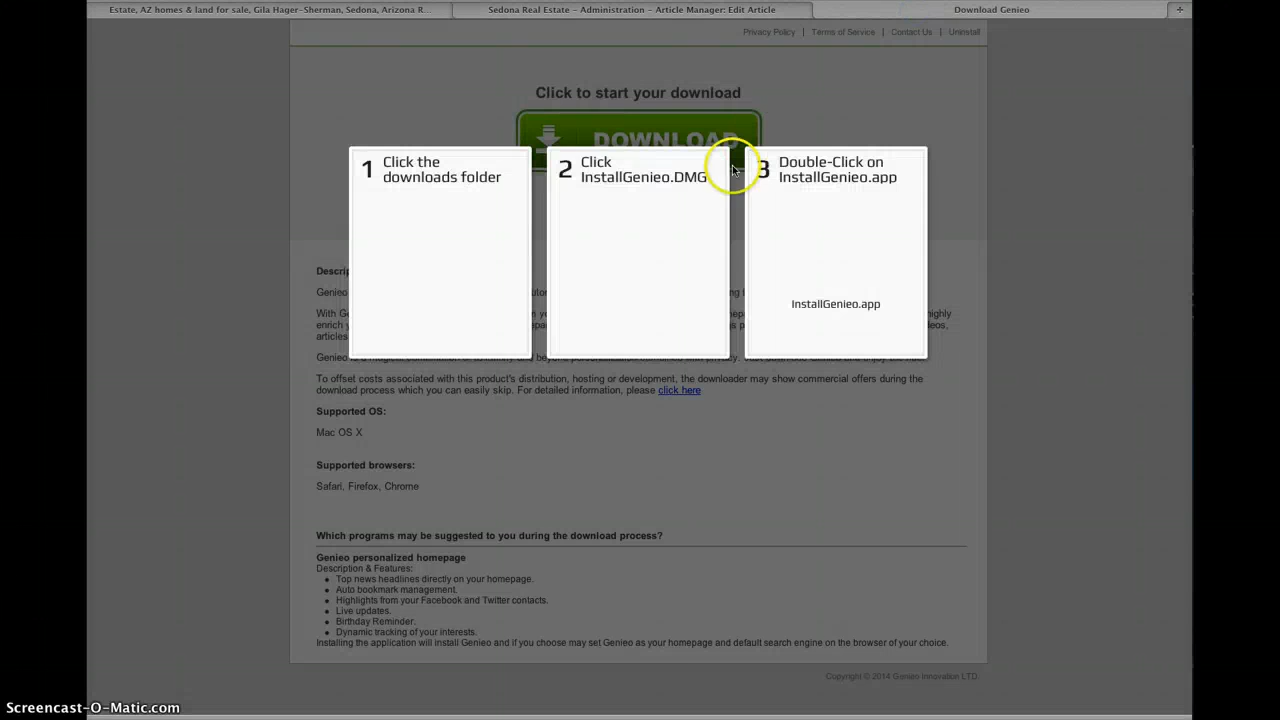 Estate, AZ homes & land for sale, Gila Hager-Sherman, Sedona, Arizona R...
Sedona Real Estate - Administration - Article Manager: Edit Article
Download Genieo
+
Privacy Policy | Terms of Service | Contact Us | Uninstall
Click to start your download
DOWNLOAD
1 Click the
downloads folder
2 Click
InstallGenieo.DMG
3 Double-Click on
InstallGenieo.app
InstallGenieo.app
Genieo
With
enrich
articles
Genieo is a
To offset costs associated with this product's distribution, hosting or development, the downloader may show commercial offers during the
download process which you can easily skip. For detailed information, please click here
Supported OS:
Mac OS X
Supported browsers:
Safari, Firefox, Chrome
Which programs may be suggested to you during the download process?
Genieo personalized homepage
Description & Features:
Top news headlines directly on your homepage.
Auto bookmark management.
Highlights from your Facebook and Twitter contacts.
Live updates.
Birthday Reminder.
Dynamic tracking of your interests.
Installing the application will install Genieo and if you choose may set Genieo as your homepage and default search engine on the browser of your choice.
Copyright © 2014 Genieo Innovation LTD.
Screencast-O-Matic.com